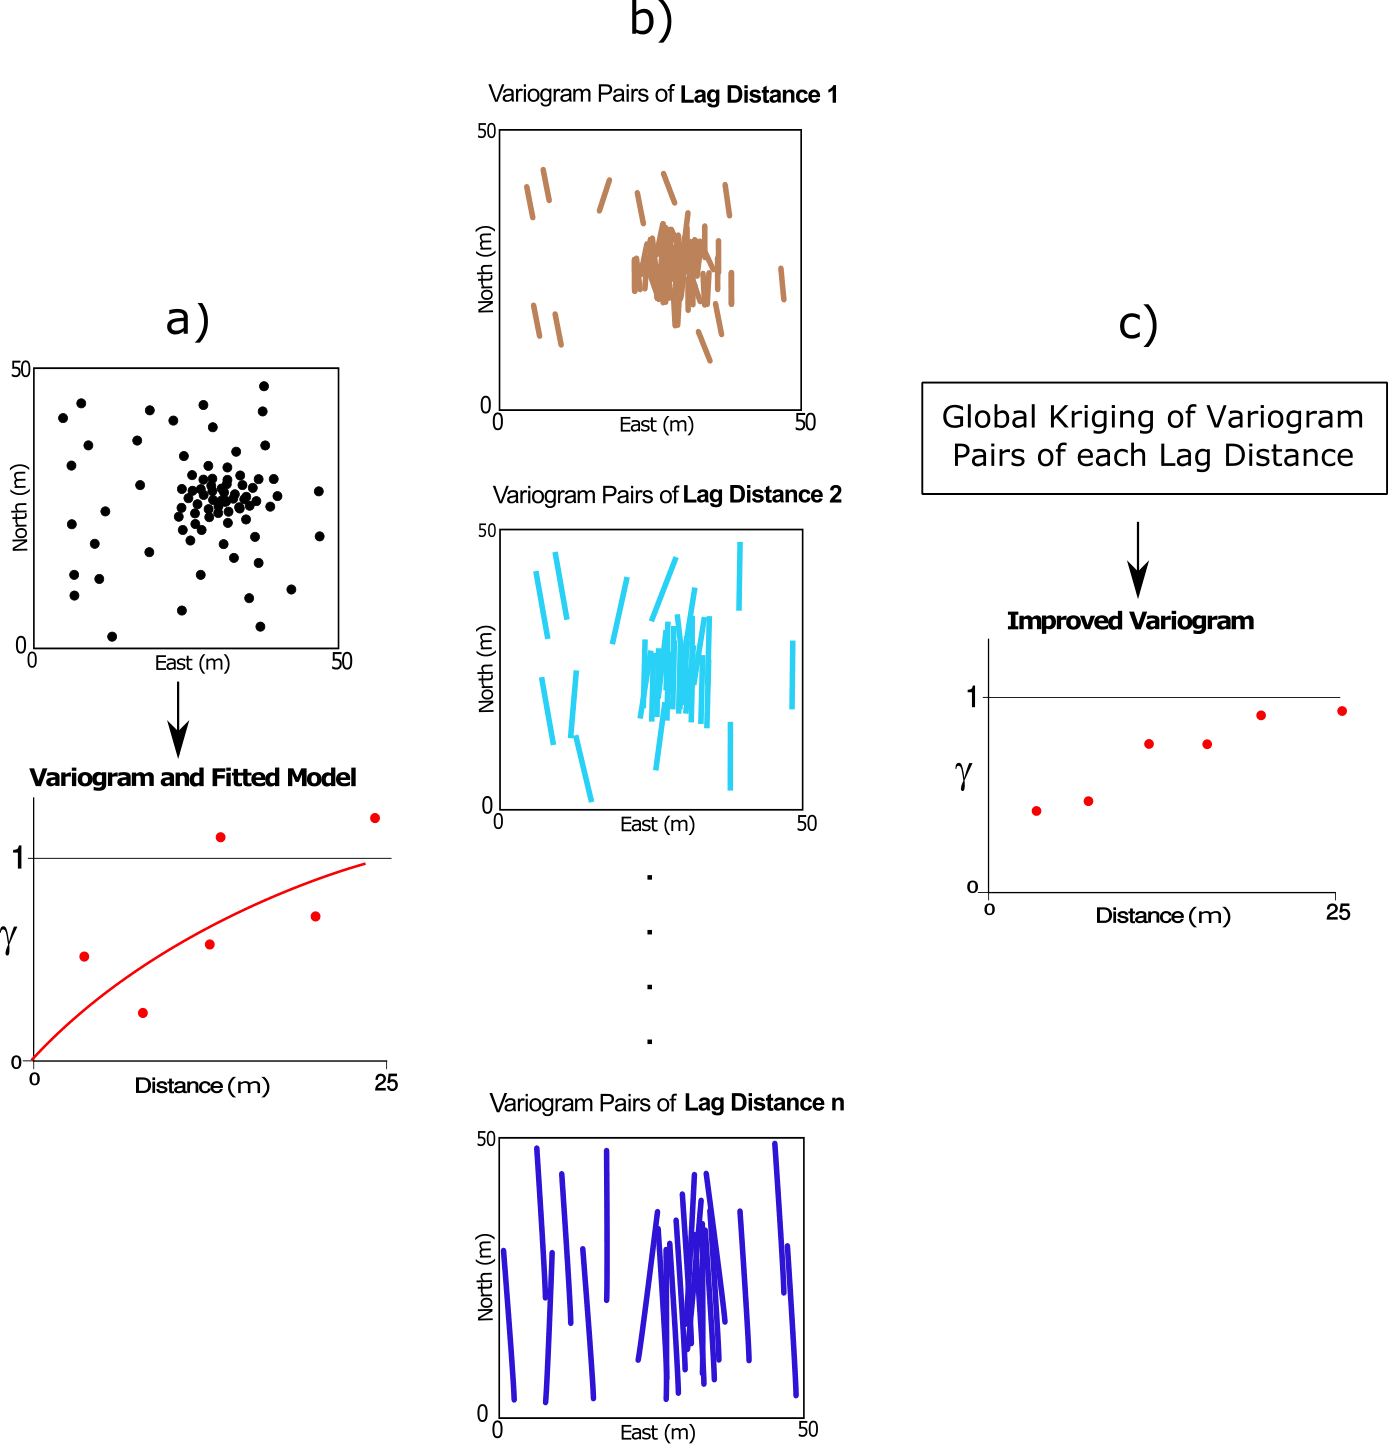 a)
50
North (m)
0
0
East (m)
50
Variogram and Fitted Model
1
γ
0
0
Distance (m)
25
b)
Variogram Pairs of Lag Distance 1
50
North (m)
0
0
East (m)
50
Variogram Pairs of Lag Distance 2
50
North (m)
0
0
East (m)
50
Variogram Pairs of Lag Distance n
50
North (m)
0
0
East (m)
50
c)
Global Kriging of Variogram
Pairs of each Lag Distance
Improved Variogram
1
γ
0
0
Distance (m)
25